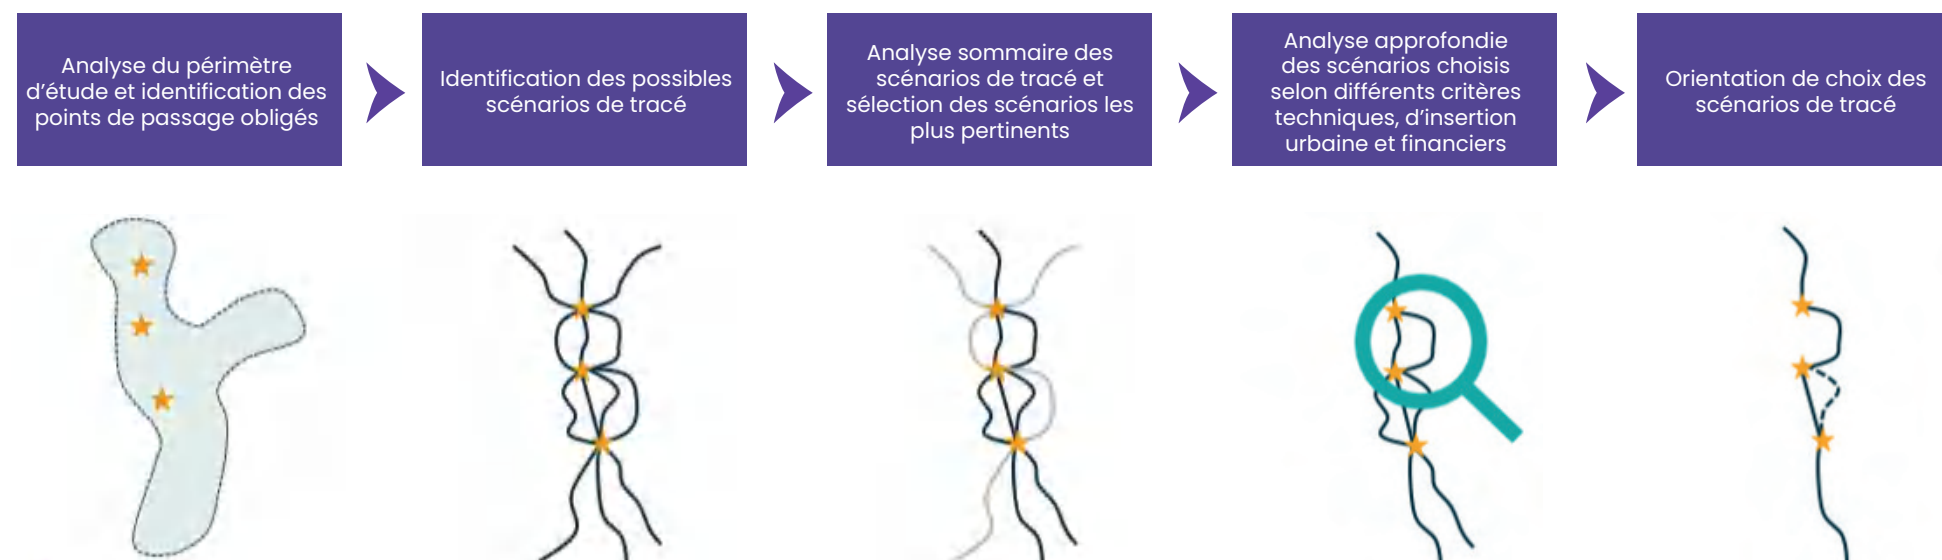 Analyse du périmètre
d’étude et identification des
points de passage obligés
Identification des possibles
scénarios de tracé
Analyse sommaire des
scénarios de tracé et
sélection des scénarios les
plus pertinents
Analyse approfondie
des scénarios choisis
selon différents critères
techniques, d’insertion
urbaine et financiers
Orientation de choix des
scénarios de tracé